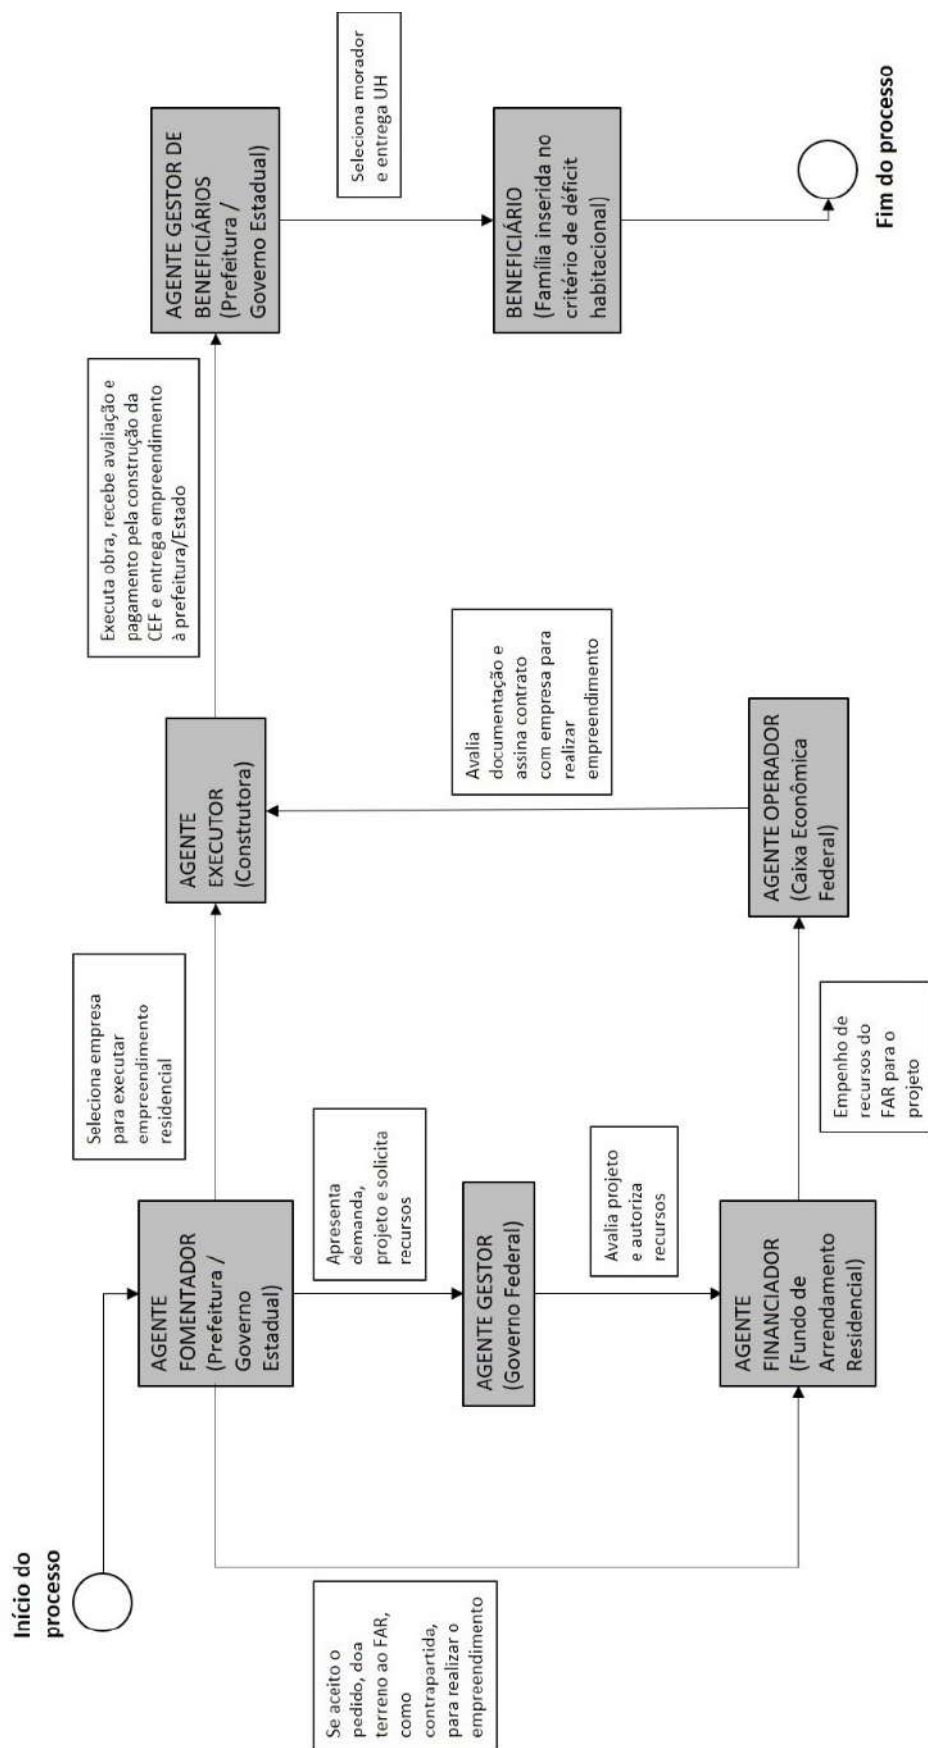 Início do
processo
AGENTE
FOMENTADOR
(Prefeitura /
Governo
Estadual)
Seleciona empresa
para executar
empreendimento
residencial
AGENTE
EXECUTOR
(Construtora)
Executa obra, recebe avaliação e
pagamento pela construção da
CEF e entrega empreendimento
à prefeitura/Estado
AGENTE GESTOR DE
BENEFICIÁRIOS
(Prefeitura /
Governo Estadual)
Seleciona morador
e entrega UH
Se aceito o
pedido, doa
terreno ao FAR,
como
contrapartida,
para realizar o
empreendimento
Apresenta
demanda,
projeto e solicita
recursos
AGENTE GESTOR
(Governo Federal)
Avalia projeto
e autoriza
recursos
AGENTE
FINANCIADOR
(Fundo de
Arrendamento
Residencial)
Empenho de
recursos do
FAR para o
projeto
AGENTE OPERADOR
(Caixa Econômica
Federal)
Avalia
documentação e
assina contrato
com empresa para
realizar
empreendimento
BENEFICIÁRIO
(Família inserida no
critério de déficit
habitacional)
Fim do processo